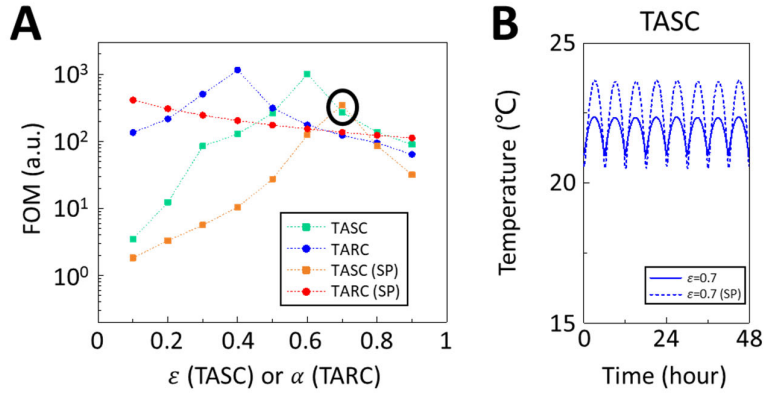 A
FOM (a.u.)
10³
10²
10¹
10⁰
0
0.2
0.4
0.6
0.8
1
TASC
TARC
TASC (SP)
TARC (SP)
ε (TASC) or α (TARC)
B
TASC
Temperature (°C)
25
20
15
0
24
48
ε=0.7
ε=0.7 (SP)
Time (hour)